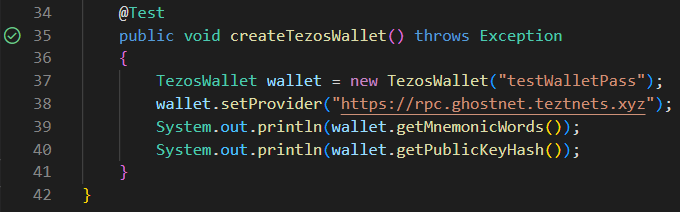 34 @Test
35 public void createTezosWallet() throws Exception
36 {
37 TezosWallet wallet = new TezosWallet("testWalletPass");
38 wallet.setProvider("https://rpc.ghostnet.teztnets.xyz");
39 System.out.println(wallet.getMnemonicWords());
40 System.out.println(wallet.getPublicKeyHash());
41 }
42 }